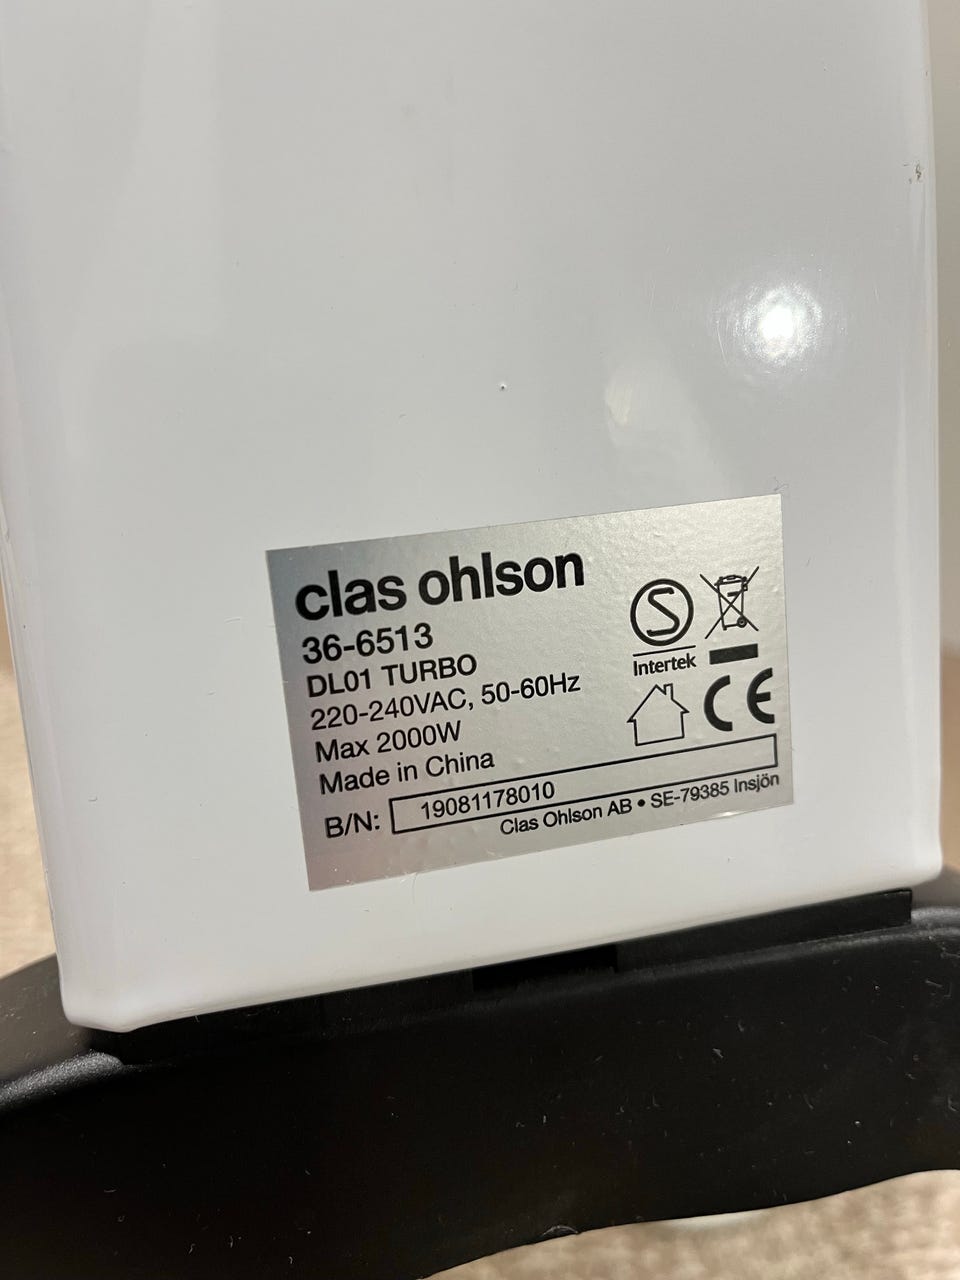 clas ohlson
36-6513
DL01 TURBO
220-240VAC, 50-60Hz
Max 2000W
Made in China
B/N: 19081178010
Clas Ohlson AB • SE-79385 Insjön
S
Intertek
CE